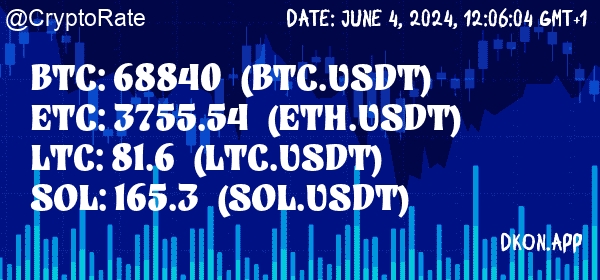 @CryptoRate
DATE: JUNE 4, 2024, 12:06:04 GMT+1
BTC: 68840 (BTC.USDT)
ETC: 3755.54 (ETH.USDT)
LTC: 81.6 (LTC.USDT)
SOL: 165.3 (SOL.USDT)
DKON.APP